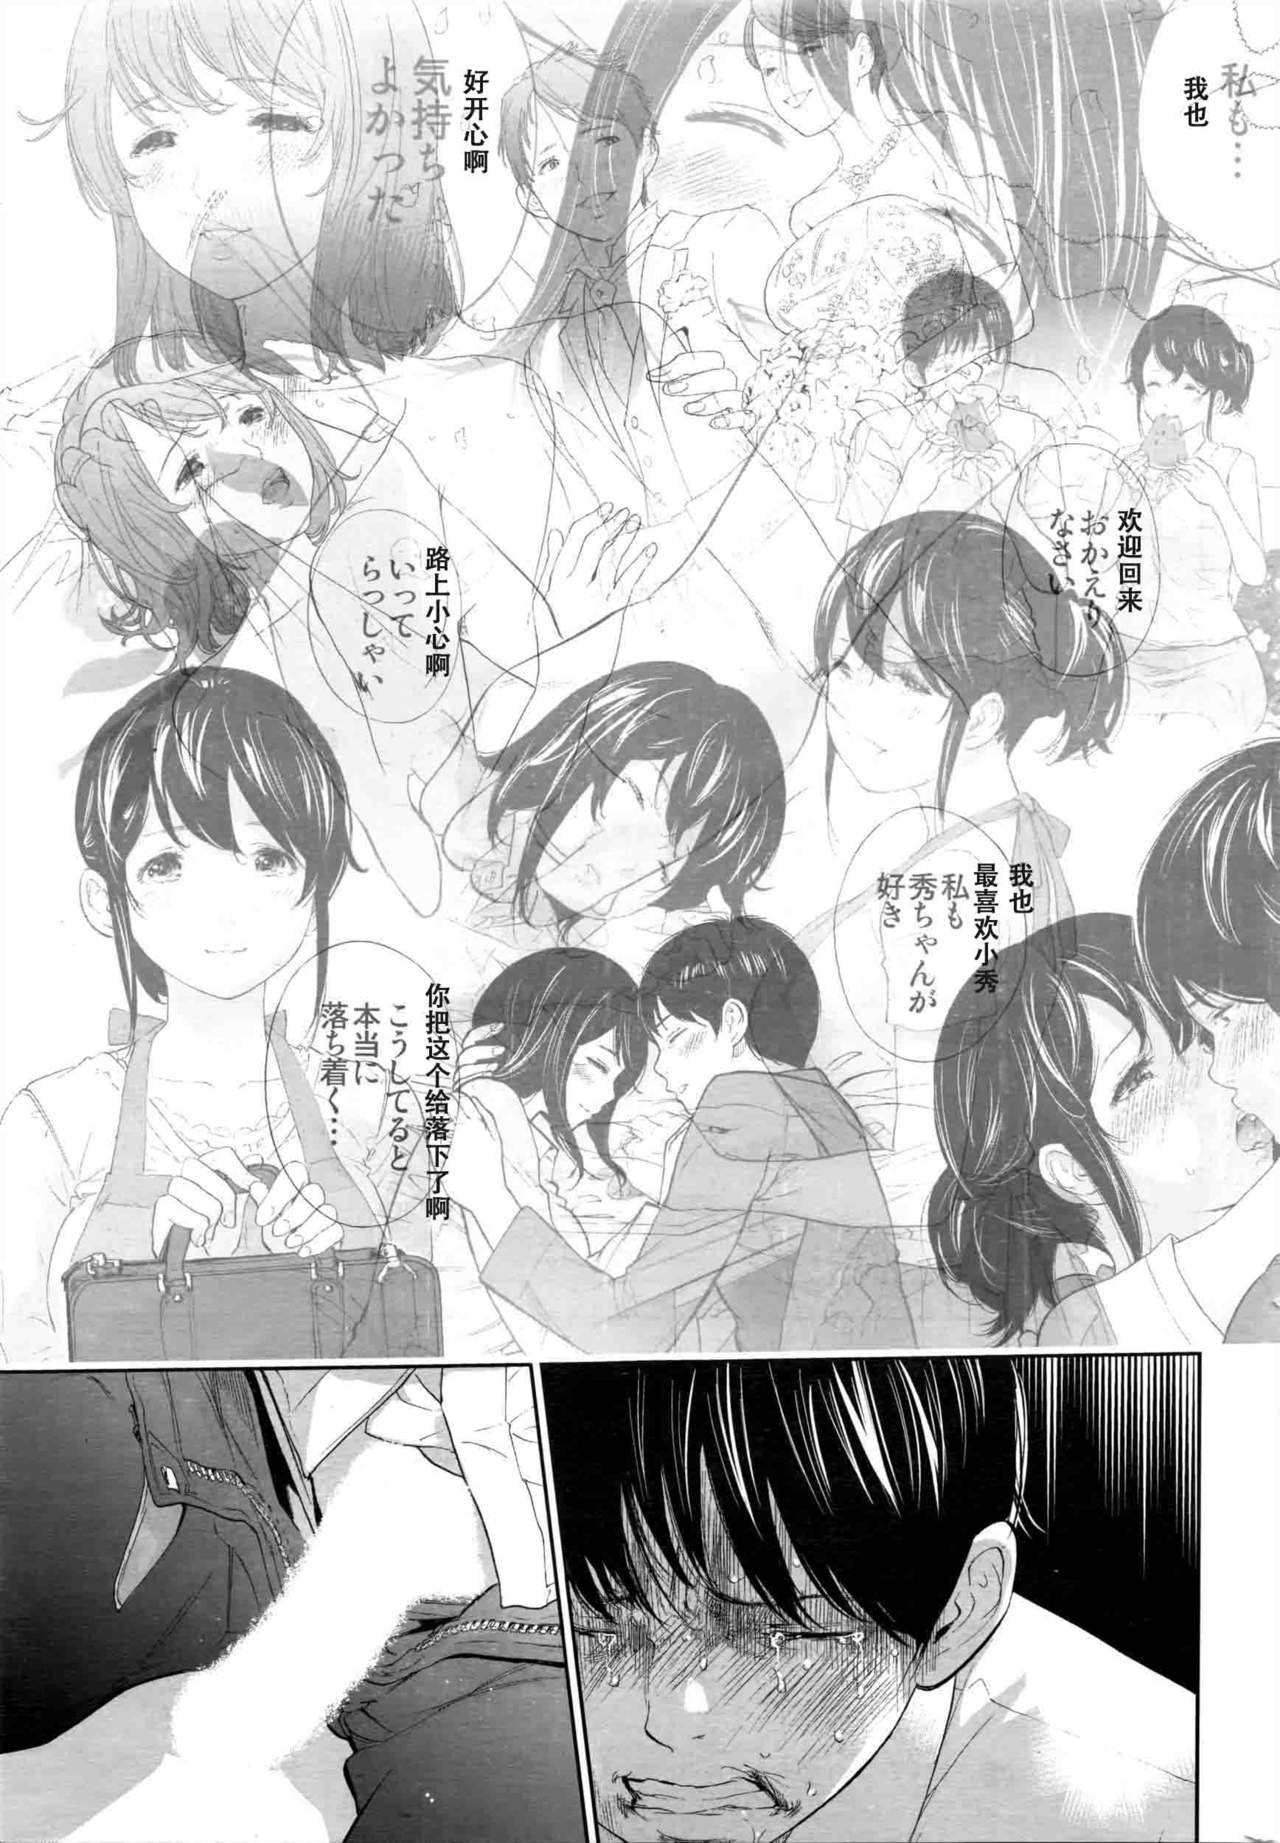 私も…
我也
好开心啊
気持ち
よかった
欢迎回来
おかえり
なさい
路上小心啊
いって
らっしゃい
我也
最喜欢小秀
私も
秀ちゃんが
好き
你把这个给落下了啊
こうしてると
本当に
落ち着く…